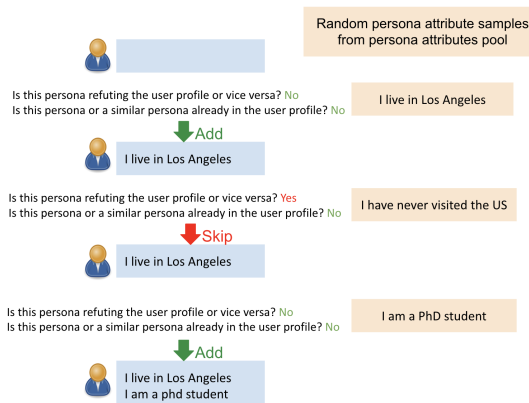 Random persona attribute samples
from persona attributes pool
Is this persona refuting the user profile or vice versa? No
Is this persona or a similar persona already in the user profile? No
I live in Los Angeles
Add
I live in Los Angeles
Is this persona refuting the user profile or vice versa? Yes
Is this persona or a similar persona already in the user profile? No
I have never visited the US
Skip
I live in Los Angeles
Is this persona refuting the user profile or vice versa? No
Is this persona or a similar persona already in the user profile? No
I am a PhD student
Add
I live in Los Angeles
I am a phd student